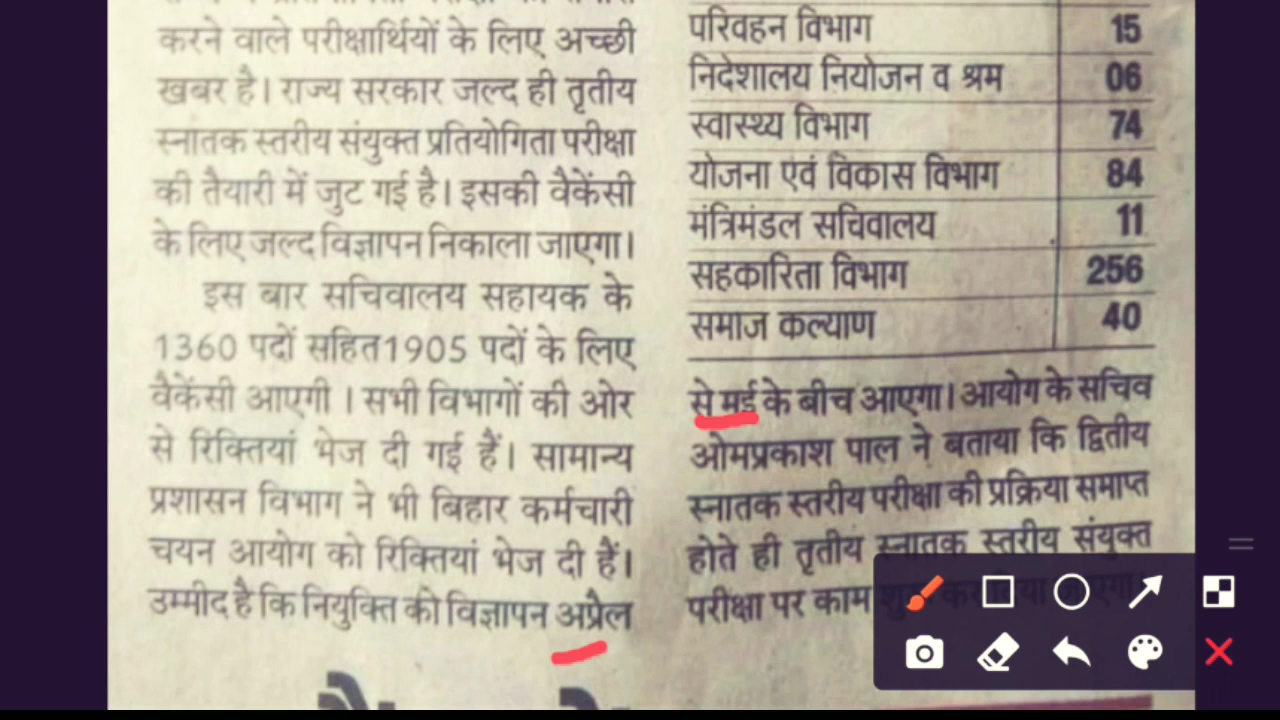 करने वाले परीक्षार्थियों के लिए अच्छी
खबर है। राज्य सरकार जल्द ही तृतीय
स्नातक स्तरीय संयुक्त प्रतियोगिता परीक्षा
की तैयारी में जुट गई है। इसकी वैकेंसी
के लिए जल्द विज्ञापन निकाला जाएगा।
इस बार सचिवालय सहायक के
1360 पदों सहित1905 पदों के लिए
वैकेंसी आएगी । सभी विभागों की ओर
से रिक्तियां भेज दी गई हैं। सामान्य
प्रशासन विभाग ने भी बिहार कर्मचारी
चयन आयोग को रिक्तियां भेज दी हैं।
उम्मीद है कि नियुक्ति की विज्ञापन अप्रैल
परिवहन विभाग 15
निदेशालय नियोजन व श्रम 06
स्वास्थ्य विभाग 74
योजना एवं विकास विभाग 84
मंत्रिमंडल सचिवालय 11
सहकारिता विभाग 256
समाज कल्याण 40
से मई के बीच आएगा। आयोग के सचिव
ओमप्रकाश पाल ने बताया कि द्वितीय
स्नातक स्तरीय परीक्षा की प्रक्रिया समाप्त
होते ही तृतीय स्नातक स्तरीय संयुक्त
परीक्षा पर काम शुरू कर दिया जाएगा।